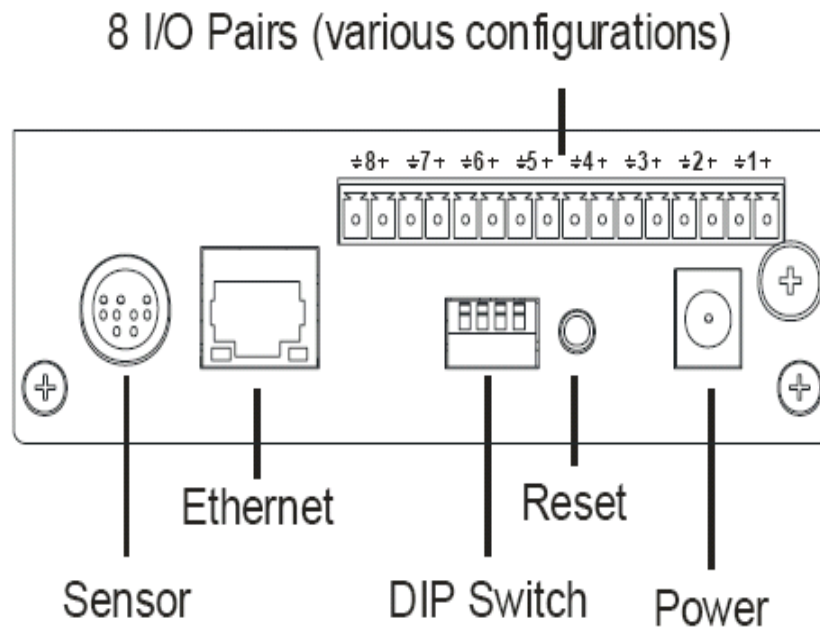 8 I/O Pairs (various configurations)
⏚8+ ⏚7+ ⏚6+ ⏚5+ ⏚4+ ⏚3+ ⏚2+ ⏚1+
Ethernet
Reset
Sensor
DIP Switch
Power